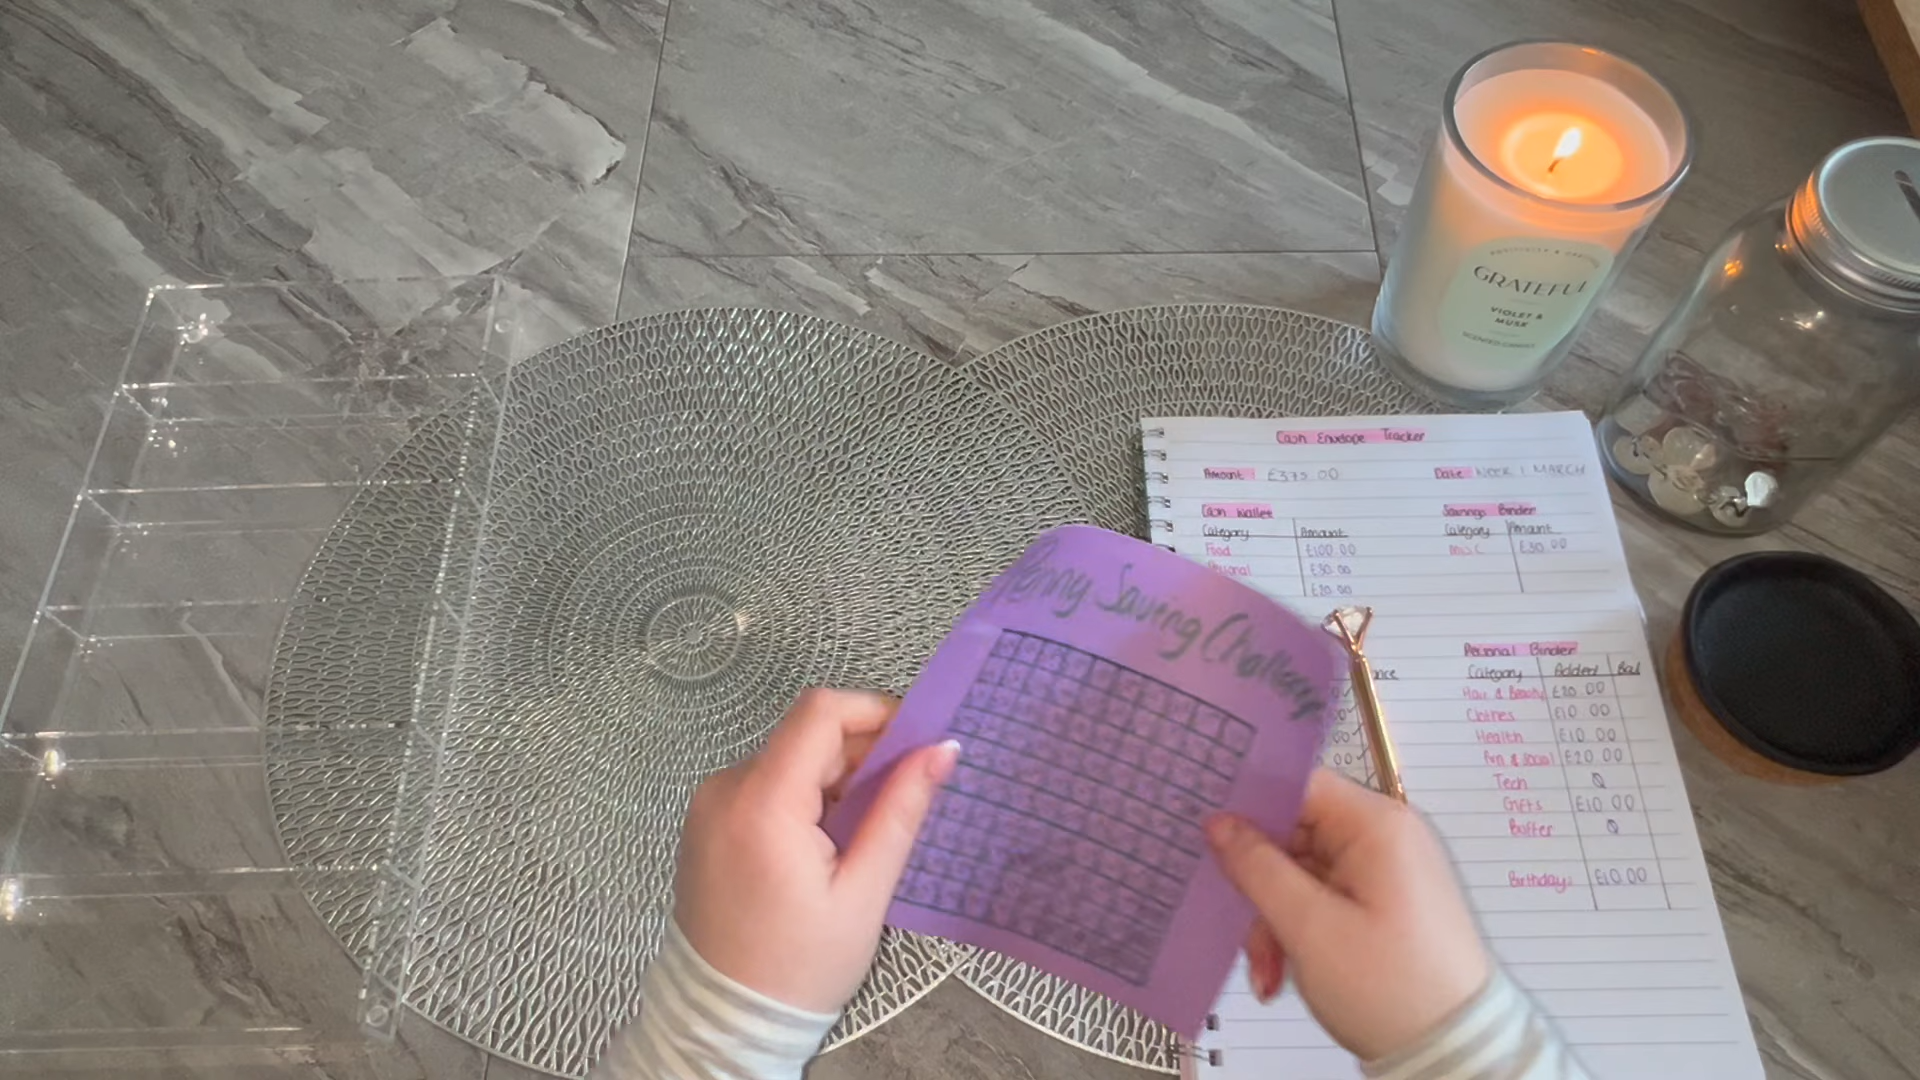 GRATEFUL
VIOLET &
MUSK
SCENTED CANDLE
Cash Envelope Tracker
Amount £375.00 Date WEEK 1 MARCH
Cash Wallet
Category Amount
Food £100.00
Personal £30.00
£20.00
Savings Binder
Category Amount
MISC £30.00
Penny Saving Challenge
Personal Binder
Category Added Bal
Hair & Beauty £20.00
Clothes £10.00
Health £10.00
Fun & Social £20.00
Tech Ø
Gifts £10.00
Buffer Ø
Birthdays £10.00